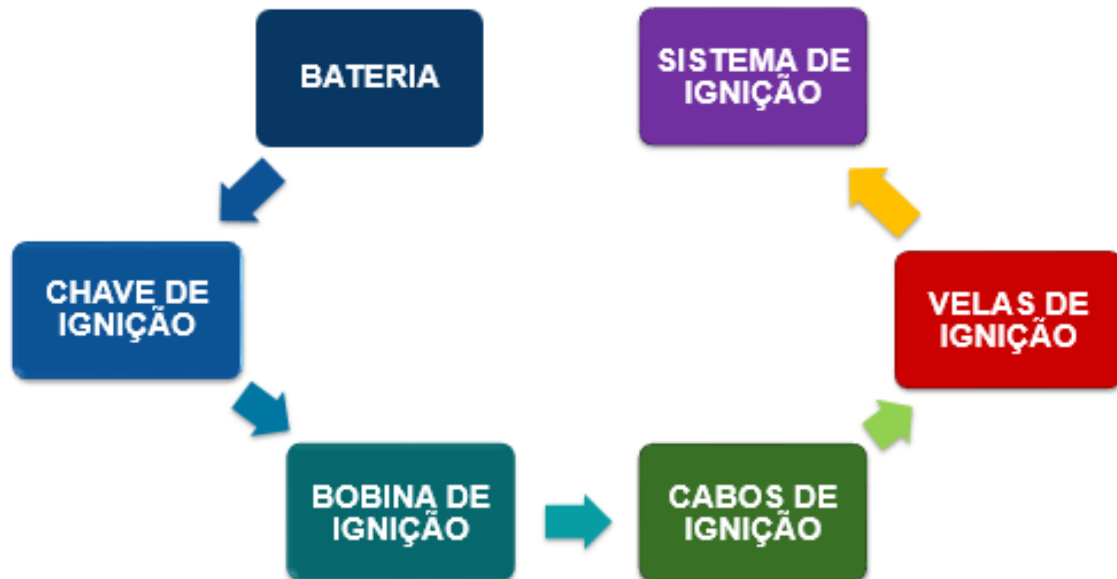 BATERIA
CHAVE DE
IGNIÇÃO
BOBINA DE
IGNIÇÃO
CABOS DE
IGNIÇÃO
VELAS DE
IGNIÇÃO
SISTEMA DE
IGNIÇÃO